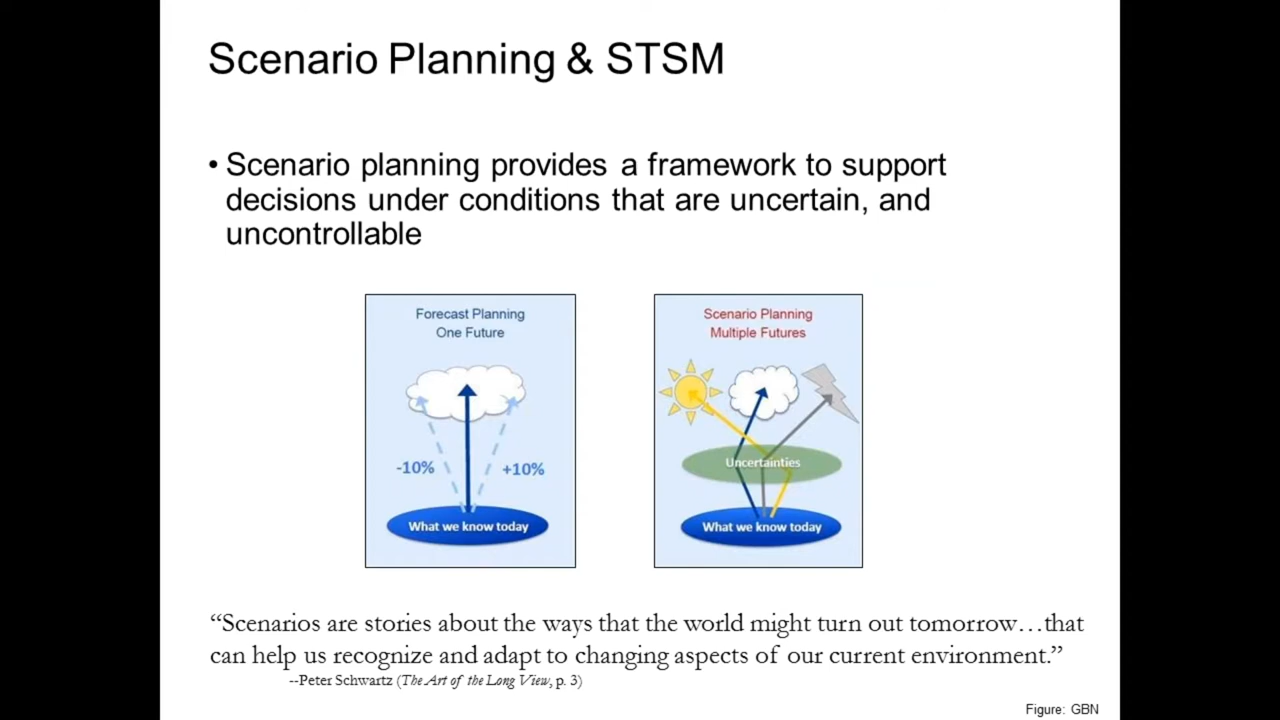 Scenario Planning & STSM
• Scenario planning provides a framework to support
decisions under conditions that are uncertain, and
uncontrollable
Forecast Planning
One Future
-10%
+10%
What we know today
Scenario Planning
Multiple Futures
Uncertainties
What we know today
“Scenarios are stories about the ways that the world might turn out tomorrow…that
can help us recognize and adapt to changing aspects of our current environment.”
--Peter Schwartz (The Art of the Long View, p. 3)
Figure: GBN